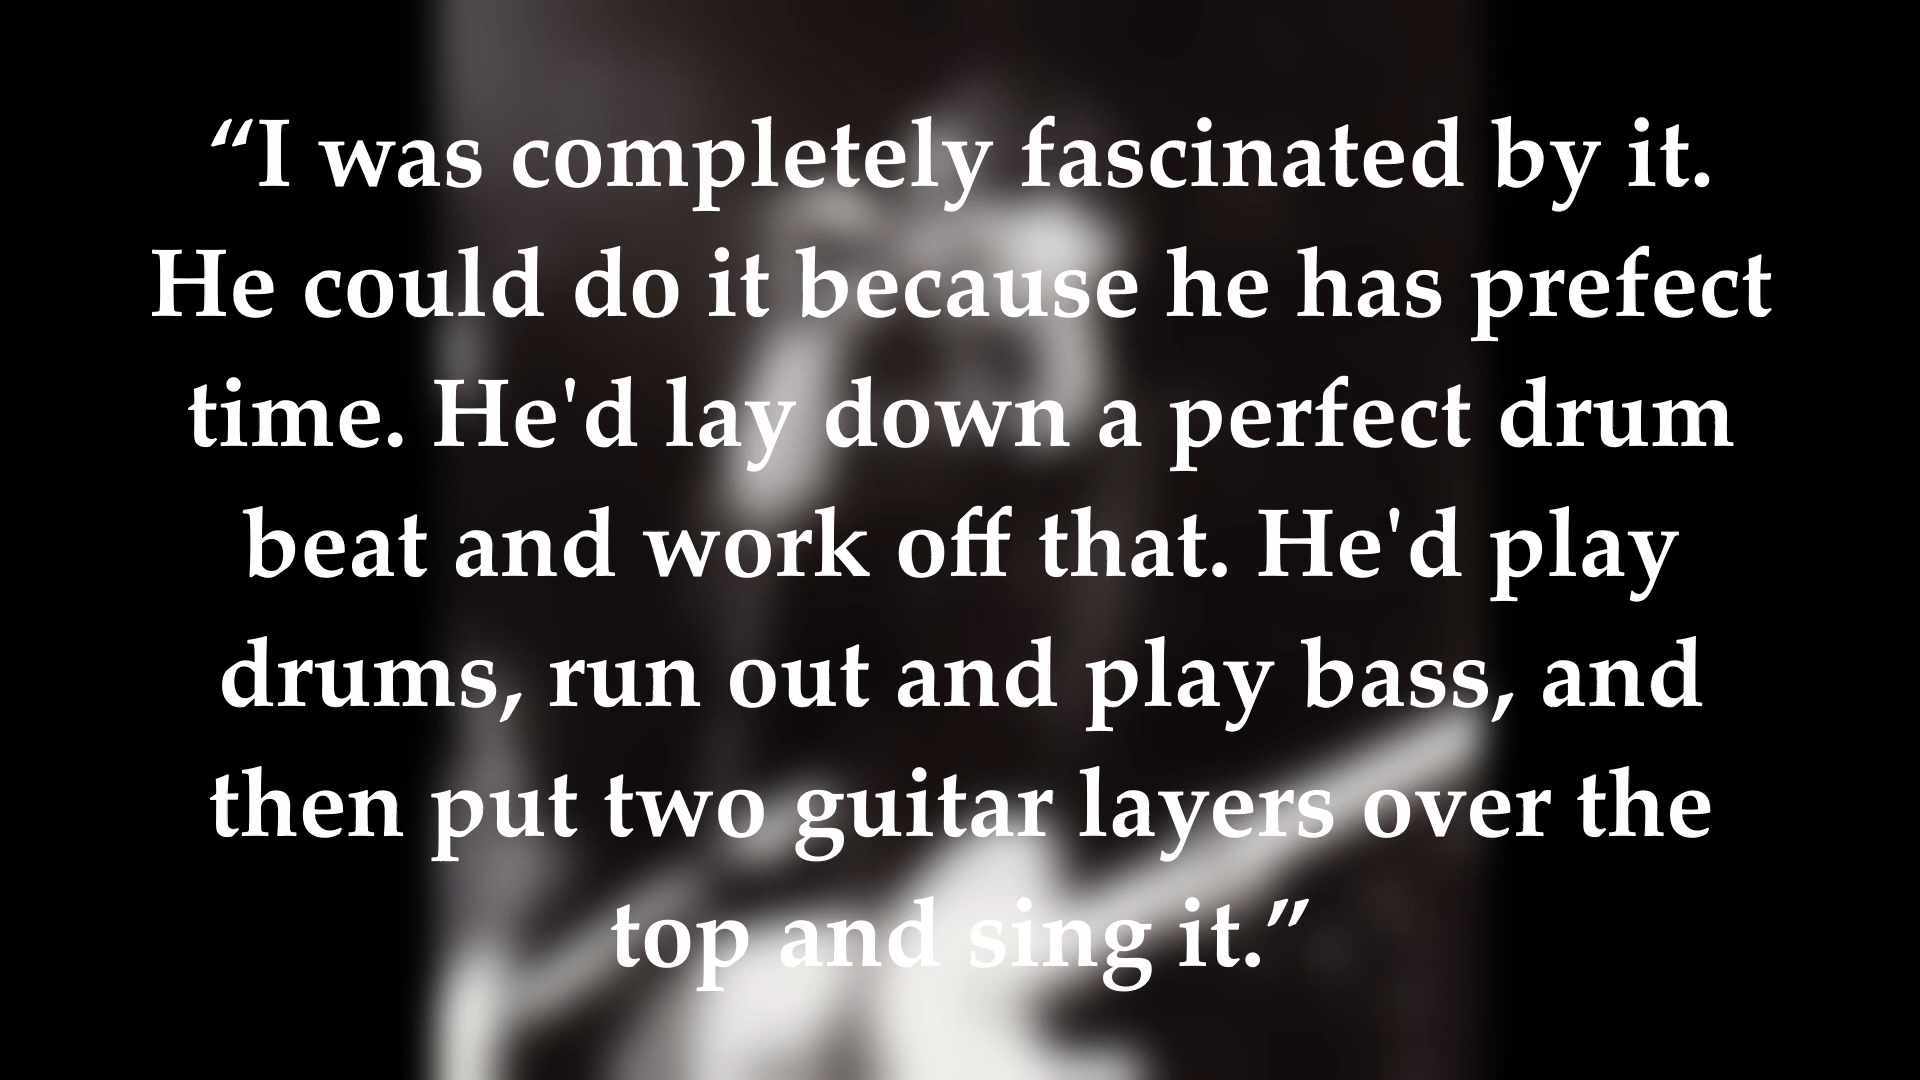 “I was completely fascinated by it.
He could do it because he has prefect
time. He'd lay down a perfect drum
beat and work off that. He'd play
drums, run out and play bass, and
then put two guitar layers over the
top and sing it.”